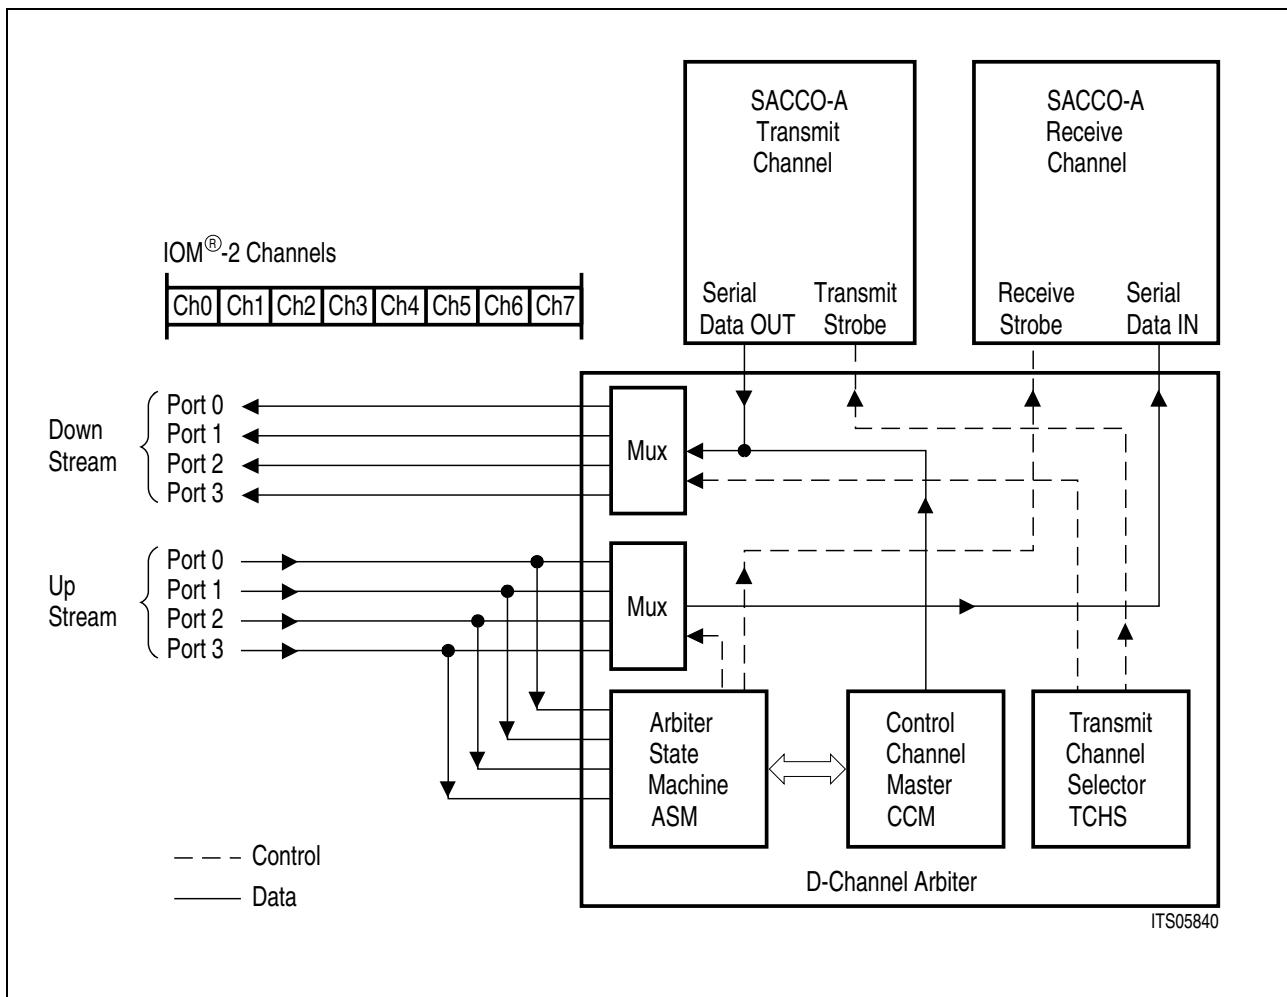 SACCO-A
Transmit
Channel
SACCO-A
Receive
Channel
IOM®-2 Channels
Ch0 Ch1 Ch2 Ch3 Ch4 Ch5 Ch6 Ch7
Serial
Data OUT
Transmit
Strobe
Receive
Strobe
Serial
Data IN
Down
Stream
Port 0
Port 1
Port 2
Port 3
Mux
Up
Stream
Port 0
Port 1
Port 2
Port 3
Mux
Arbiter
State
Machine
ASM
Control
Channel
Master
CCM
Transmit
Channel
Selector
TCHS
Control
Data
D-Channel Arbiter
ITS05840